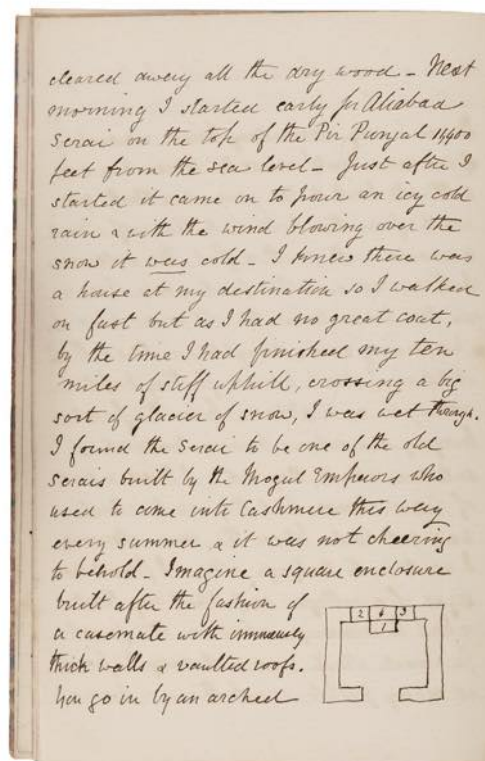 cleared away all the dry wood – Next
morning I started early for Aliabad
Serai on the top of the Pir Punjal 11,400
feet from the sea level – Just after I
started it came on to pour an icy cold
rain & with the wind blowing over the
snow it was cold – I knew there was
a house at my destination so I walked
on fast but as I had no great coat,
by the time I had finished my ten
miles of stiff uphill, crossing a big
sort of glacier of snow, I was wet through.
I found the Serai to be one of the old
Serais built by the Mogul Emperors who
used to come into Cashmere this way
every summer & it was not cheering
to behold – Imagine a square enclosure
built after the fashion of
a casemate with immensely
thick walls & vaulted roofs.
You go in by an arched
2 4 3
1